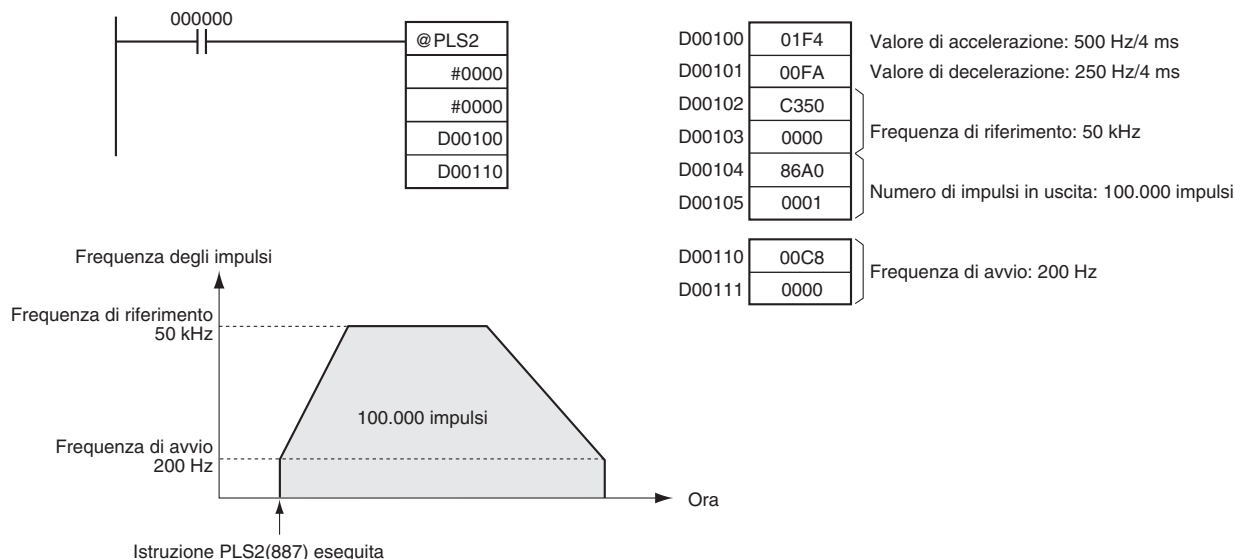 000000
@PLS2
#0000
#0000
D00100
D00110
D00100 01F4 Valore di accelerazione: 500 Hz/4 ms
D00101 00FA Valore di decelerazione: 250 Hz/4 ms
D00102 C350
D00103 0000
Frequenza di riferimento: 50 kHz
D00104 86A0
D00105 0001
Numero di impulsi in uscita: 100.000 impulsi
D00110 00C8
D00111 0000
Frequenza di avvio: 200 Hz
Frequenza degli impulsi
Frequenza di riferimento
50 kHz
100.000 impulsi
Frequenza di avvio
200 Hz
Ora
Istruzione PLS2(887) eseguita